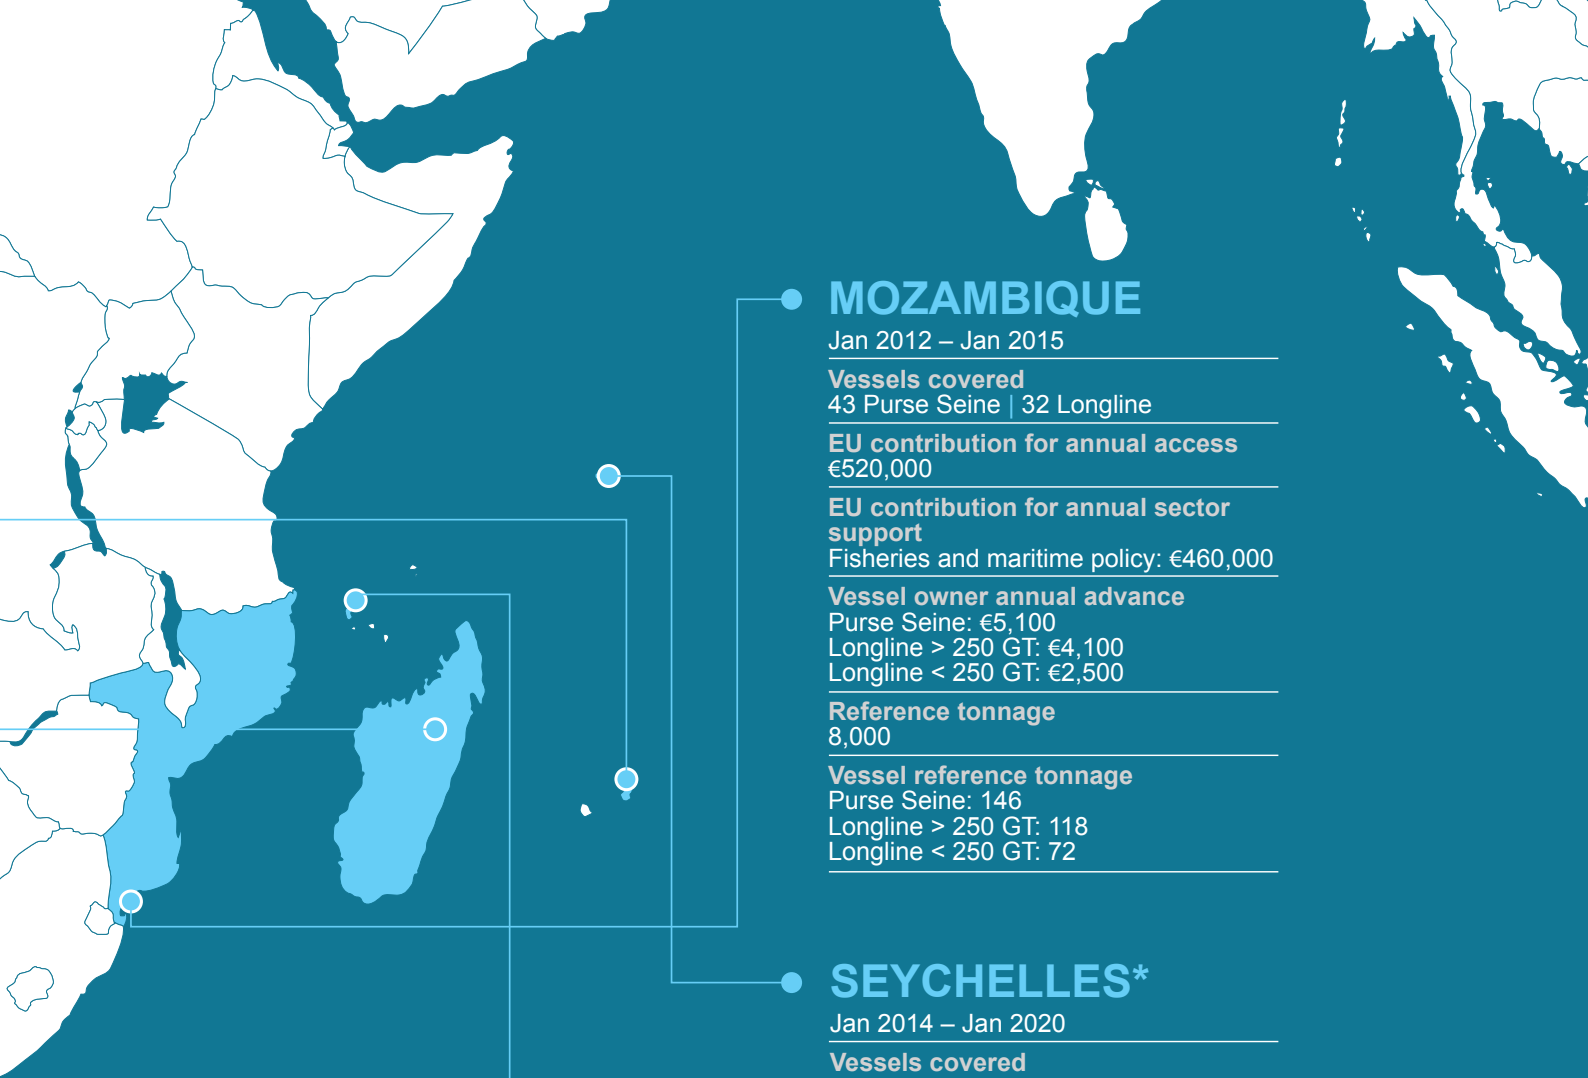 MOZAMBIQUE
Jan 2012 – Jan 2015
Vessels covered
43 Purse Seine | 32 Longline
EU contribution for annual access
€520,000
EU contribution for annual sector
support
Fisheries and maritime policy: €460,000
Vessel owner annual advance
Purse Seine: €5,100
Longline > 250 GT: €4,100
Longline < 250 GT: €2,500
Reference tonnage
8,000
Vessel reference tonnage
Purse Seine: 146
Longline > 250 GT: 118
Longline < 250 GT: 72
SEYCHELLES*
Jan 2014 – Jan 2020
Vessels covered